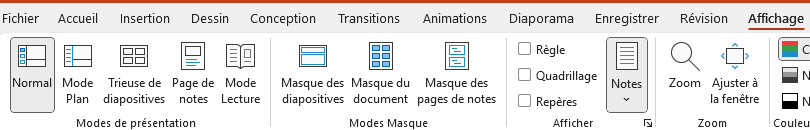 Fichier Accueil Insertion Dessin Conception Transitions Animations Diaporama Enregistrer Révision Affichage
Normal
Mode
Plan
Trieuse de
diapositives
Page de
notes
Mode
Lecture
Modes de présentation
Masque des
diapositives
Masque du
document
Masque des
pages de notes
Modes Masque
Règle
Quadrillage
Repères
Notes
Afficher
Zoom
Ajuster à
la fenêtre
Zoom
C
N
N
Couleu